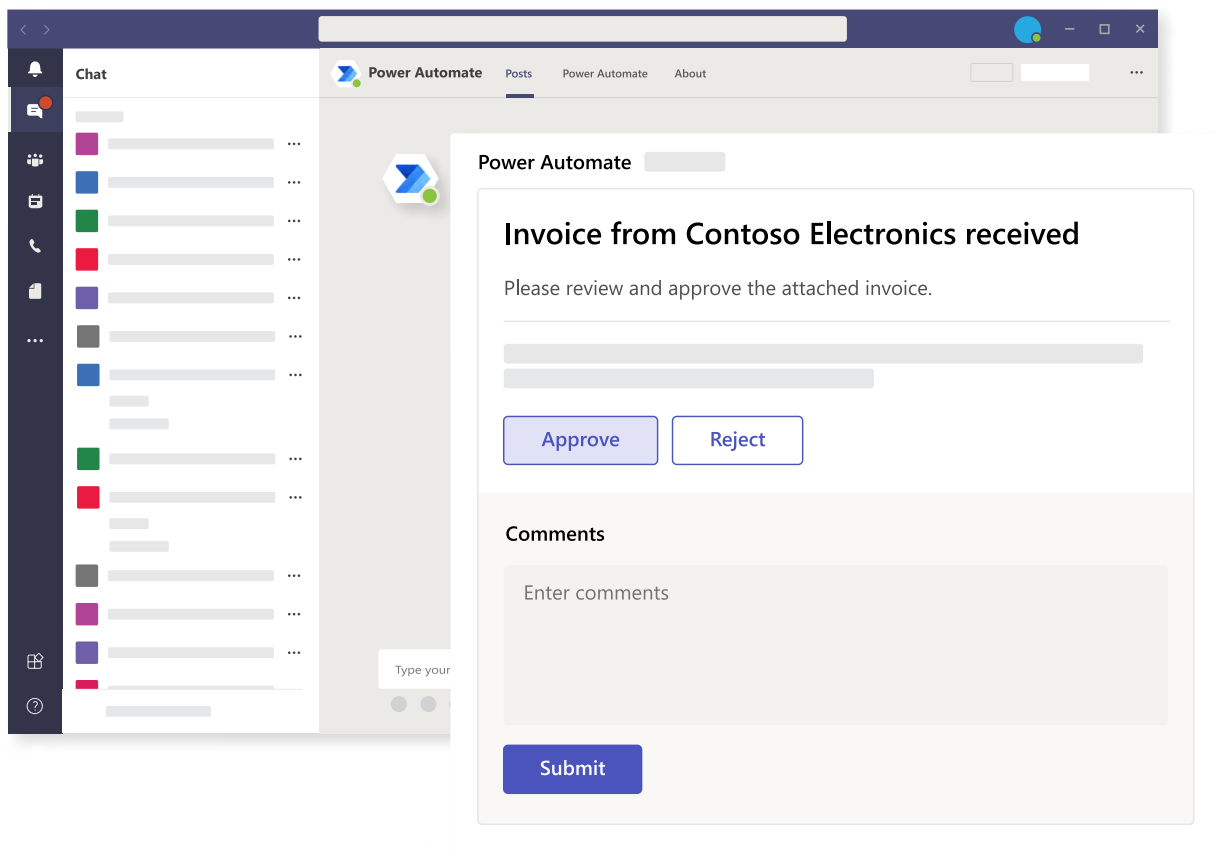 Chat
Power Automate
Posts
Power Automate
About
Power Automate
Invoice from Contoso Electronics received
Please review and approve the attached invoice.
Approve
Reject
Comments
Enter comments
Type your
Submit